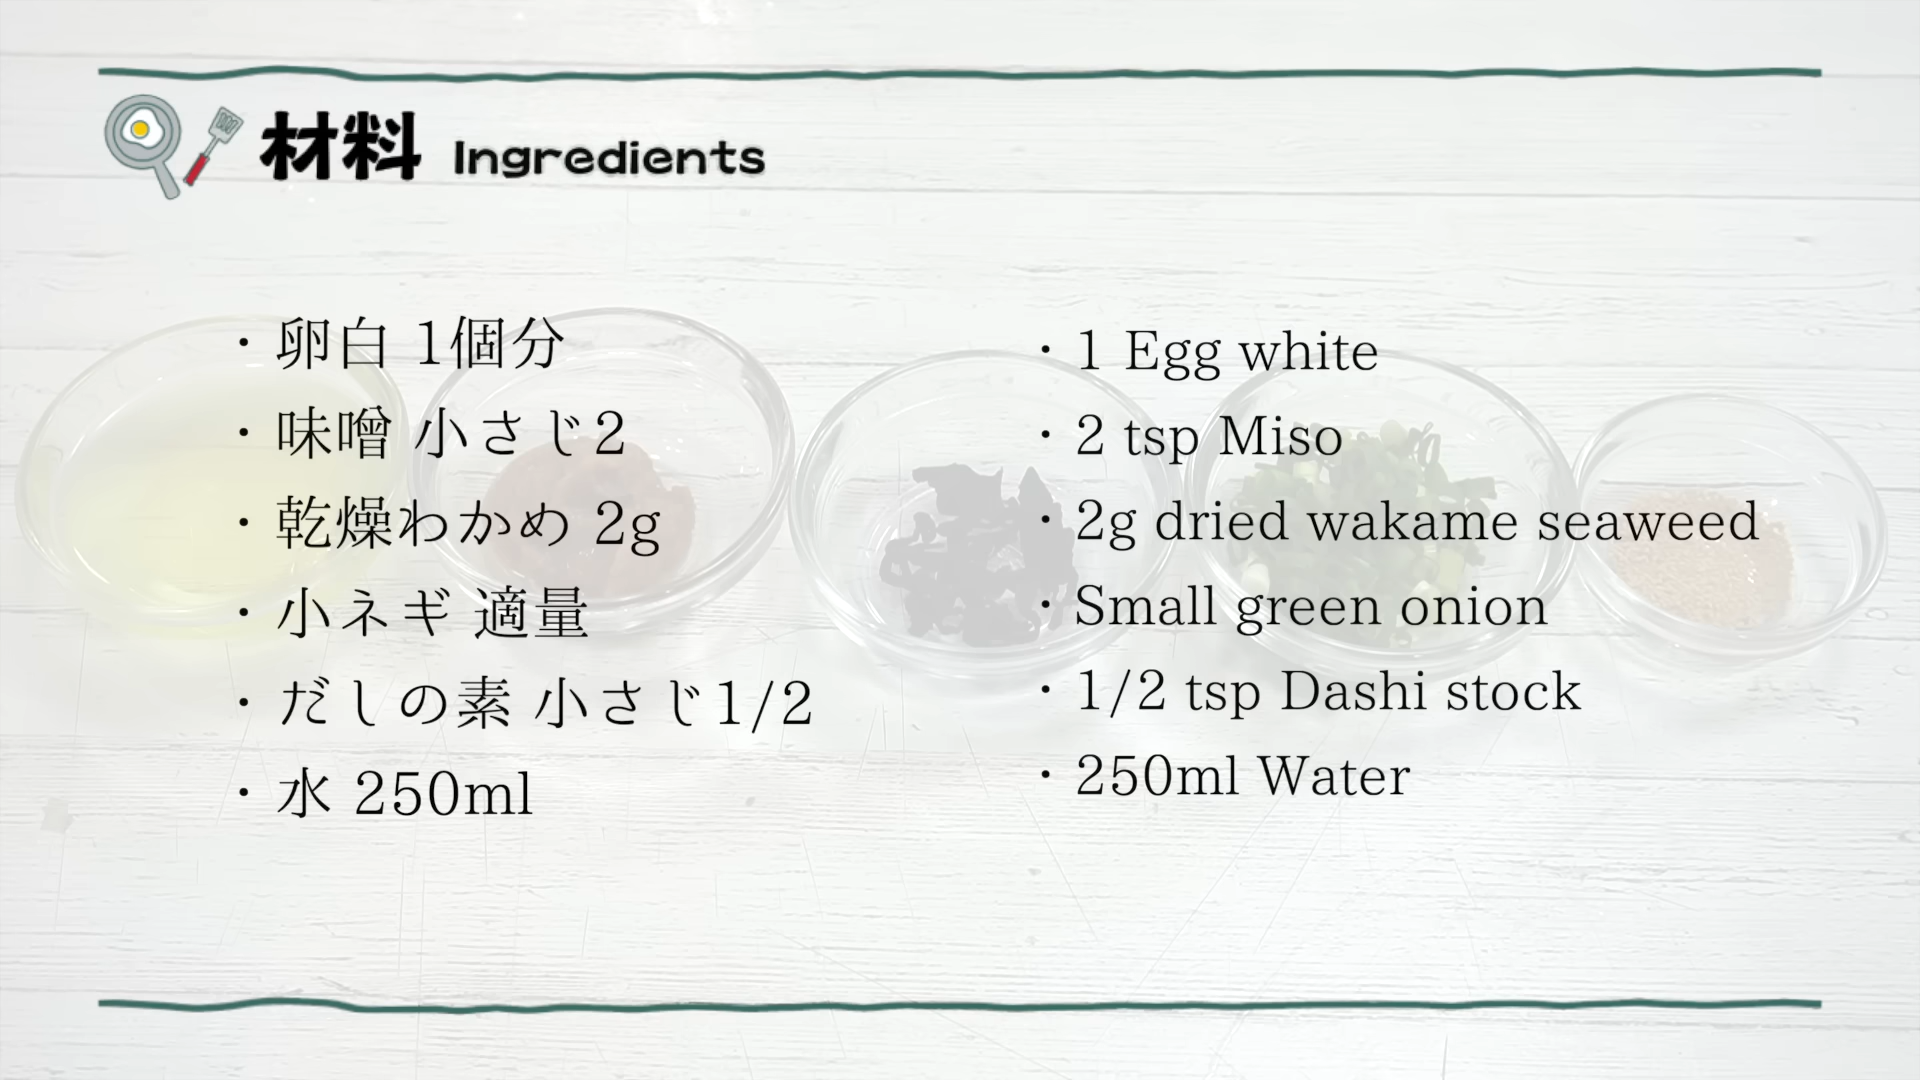 材料 Ingredients
・卵白 1個分
・味噌 小さじ2
・乾燥わかめ 2g
・小ネギ 適量
・だしの素 小さじ1/2
・水 250ml
・1 Egg white
・2 tsp Miso
・2g dried wakame seaweed
・Small green onion
・1/2 tsp Dashi stock
・250ml Water